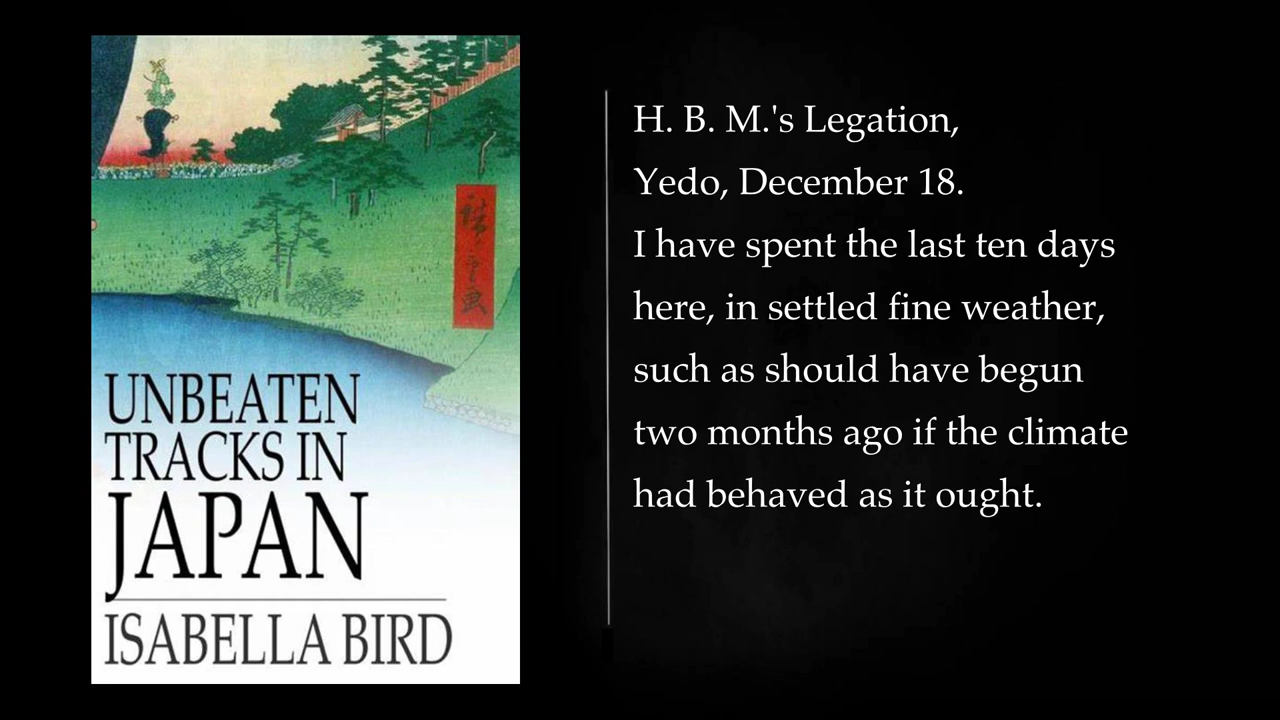 UNBEATEN
TRACKS IN
JAPAN
ISABELLA BIRD
H. B. M.'s Legation,
Yedo, December 18.
I have spent the last ten days
here, in settled fine weather,
such as should have begun
two months ago if the climate
had behaved as it ought.